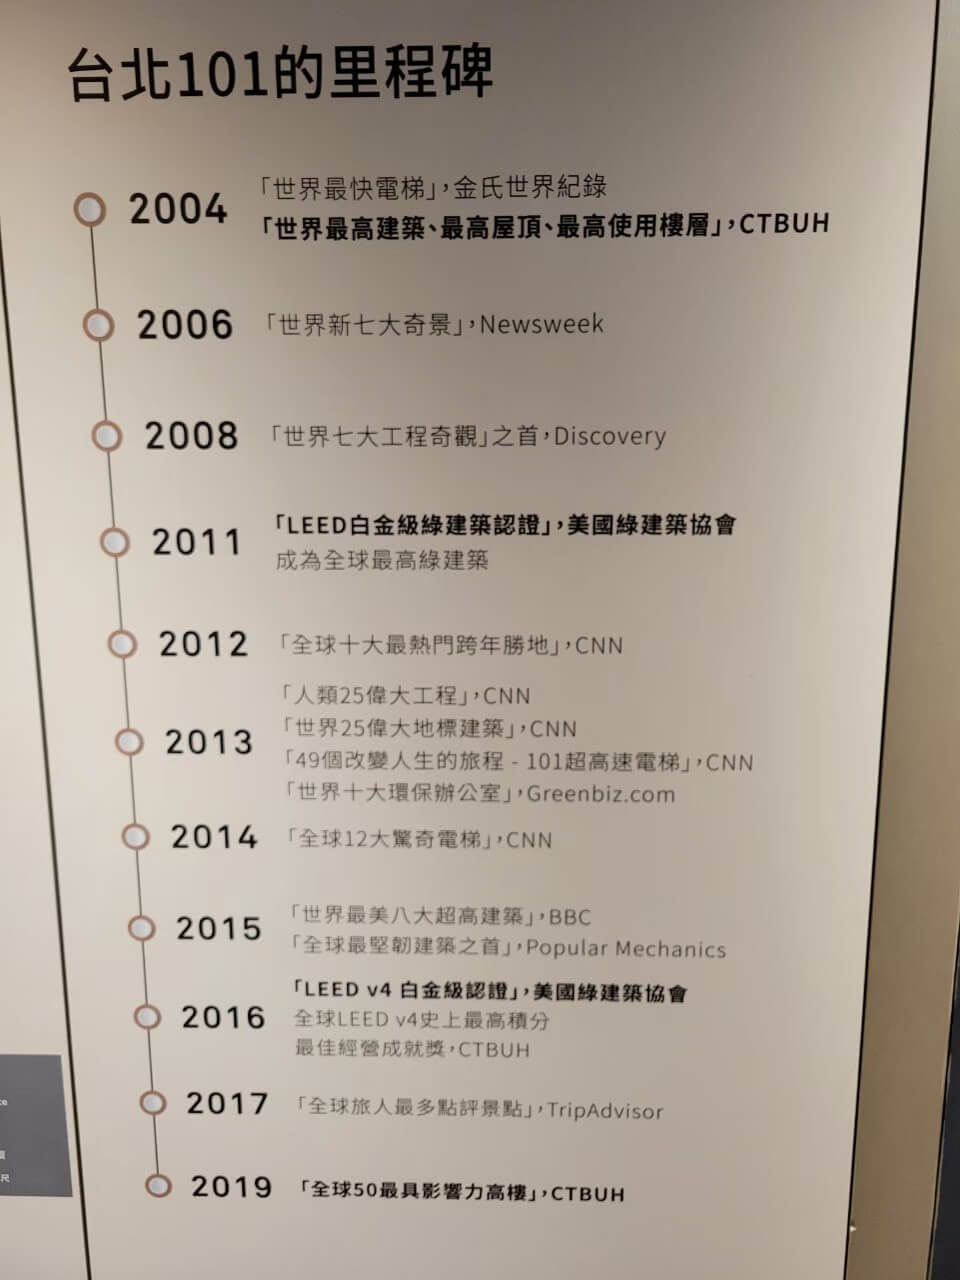 台北101的里程碑
2004
「世界最快電梯」,金氏世界紀錄
「世界最高建築、最高屋頂、最高使用樓層」,CTBUH
2006
「世界新七大奇景」,Newsweek
2008
「世界七大工程奇觀」之首,Discovery
2011
「LEED白金級綠建築認證」,美國綠建築協會
成為全球最高綠建築
2012
「全球十大最熱門跨年勝地」,CNN
2013
「人類25偉大工程」,CNN
「世界25偉大地標建築」,CNN
「49個改變人生的旅程 - 101超高速電梯」,CNN
「世界十大環保辦公室」,Greenbiz.com
2014
「全球12大驚奇電梯」,CNN
2015
「世界最美八大超高建築」,BBC
「全球最堅韌建築之首」,Popular Mechanics
2016
「LEED v4 白金級認證」,美國綠建築協會
全球LEED v4史上最高積分
最佳經營成就獎,CTBUH
2017
「全球旅人最多點評景點」,TripAdvisor
2019
「全球50最具影響力高樓」,CTBUH